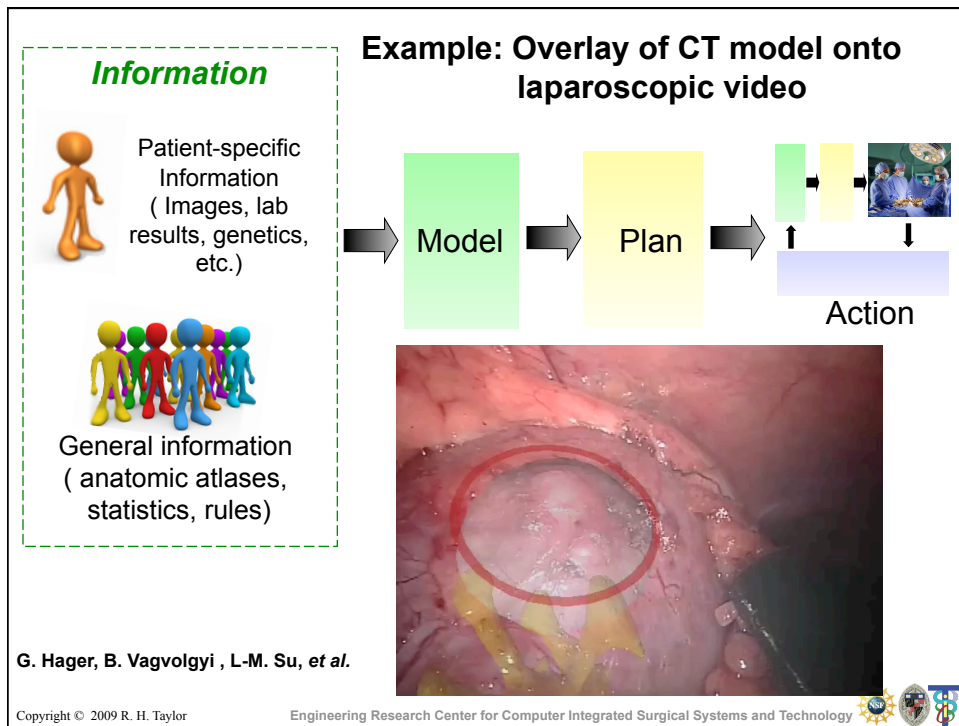 Example: Overlay of CT model onto
laparoscopic video
Information
Patient-specific
Information
( Images, lab
results, genetics,
etc.)
General information
( anatomic atlases,
statistics, rules)
Model
Plan
Action
G. Hager, B. Vagvolgyi , L-M. Su, et al.
Copyright © 2009 R. H. Taylor
Engineering Research Center for Computer Integrated Surgical Systems and Technology
NSF